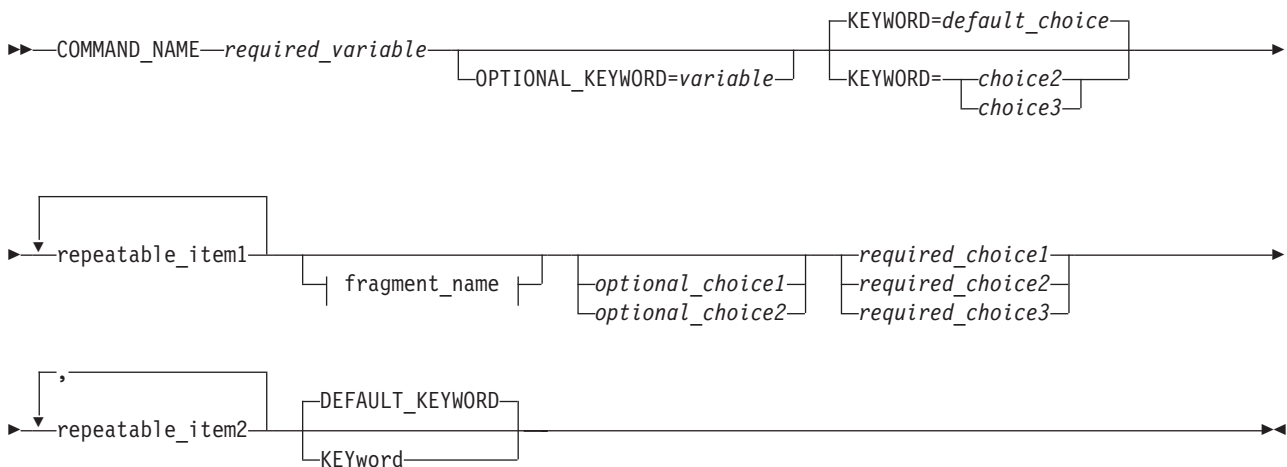 KEYWORD=default_choice
COMMAND_NAME required_variable
OPTIONAL_KEYWORD=variable KEYWORD= choice2
choice3
repeatable_item1 required_choice1
fragment_name optional_choice1 required_choice2
optional_choice2 required_choice3
,
DEFAULT_KEYWORD
repeatable_item2
KEYword